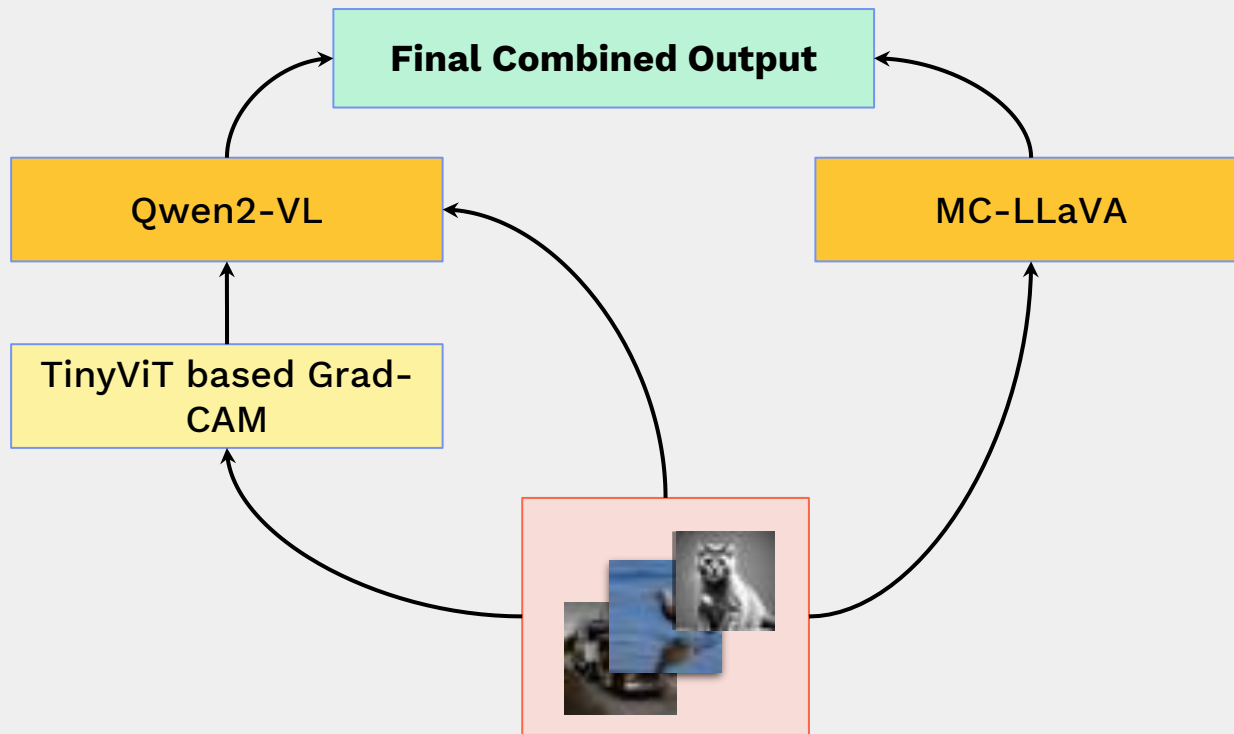 Final Combined Output
Qwen2-VL
MC-LLaVA
TinyViT based Grad-
CAM